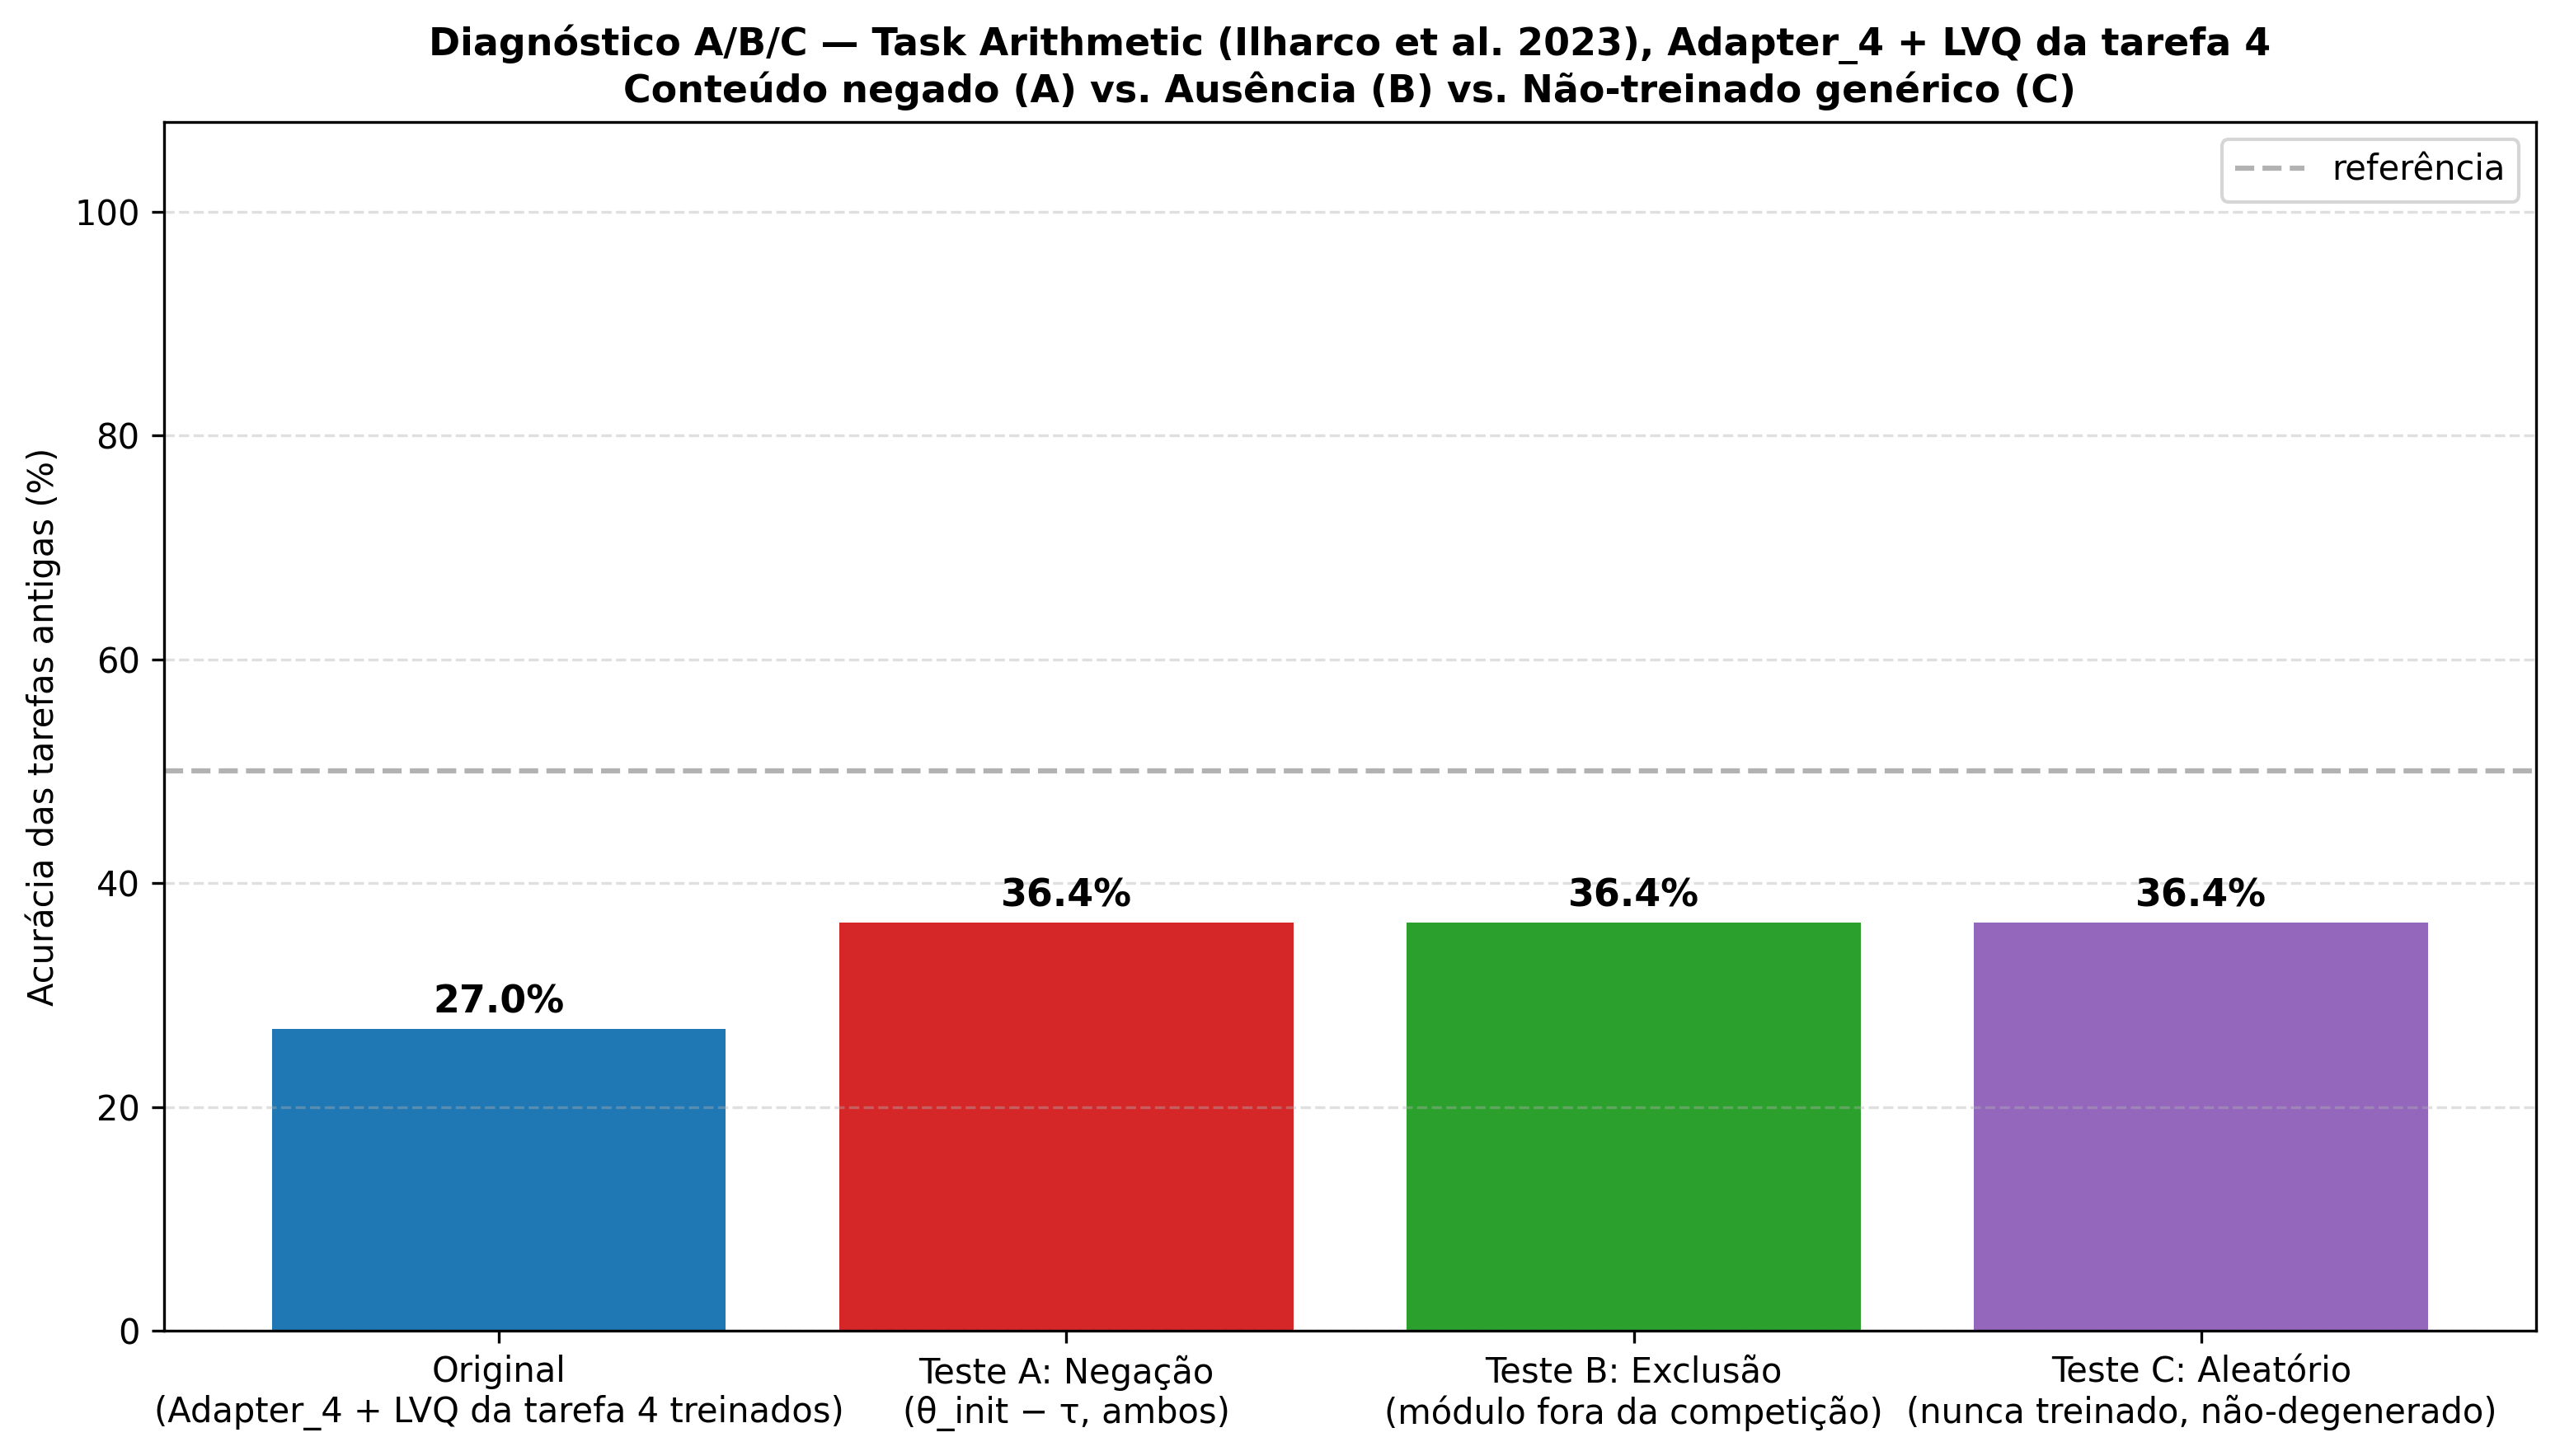 Diagnóstico A/B/C — Task Arithmetic (Ilharco et al. 2023), Adapter_4 + LVQ da tarefa 4
Conteúdo negado (A) vs. Ausência (B) vs. Não-treinado genérico (C)
referência
100
80
60
40
20
0
Acurácia das tarefas antigas (%)
27.0%
36.4%
36.4%
36.4%
Original
(Adapter_4 + LVQ da tarefa 4 treinados)
Teste A: Negação
(θ_init − τ, ambos)
Teste B: Exclusão
(módulo fora da competição)
Teste C: Aleatório
(nunca treinado, não-degenerado)